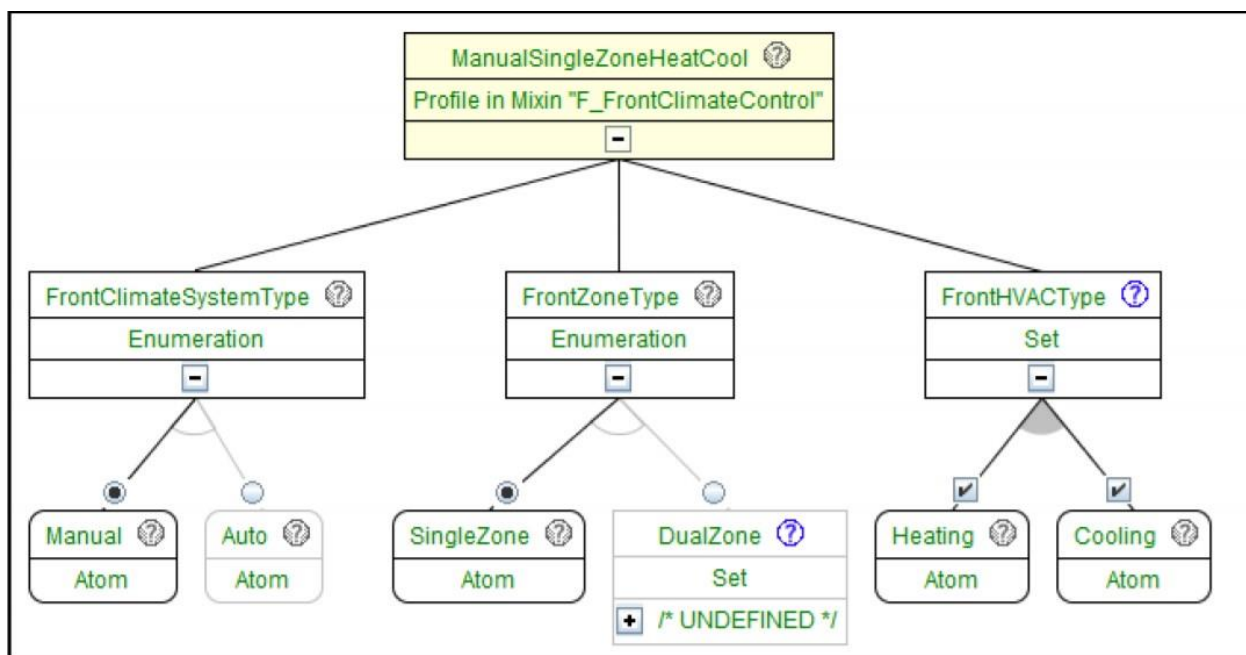 ManualSingleZoneHeatCool ?
Profile in Mixin "F_FrontClimateControl"
FrontClimateSystemType ?
Enumeration
FrontZoneType ?
Enumeration
FrontHVACType ?
Set
Manual ?
Atom
Auto ?
Atom
SingleZone ?
Atom
DualZone ?
Set
/* UNDEFINED */
Heating ?
Atom
Cooling ?
Atom